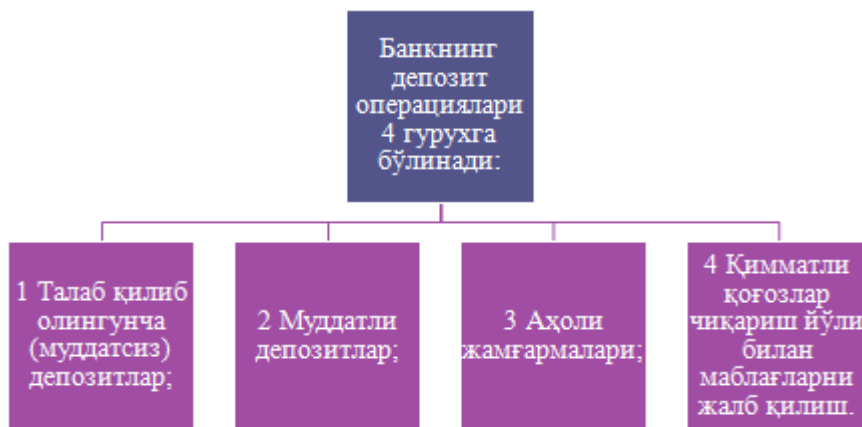 Банкнинг
депозит
операциялари
4 гурухга
бўлинади:
1 Талаб қилиб
олингунча
(муддатсиз)
депозитлар;
2 Муддатли
депозитлар;
3 Аҳоли
жамғармалари;
4 Қимматли
қоғозлар
чиқариш йўли
билан
маблағларни
жалб қилиш.